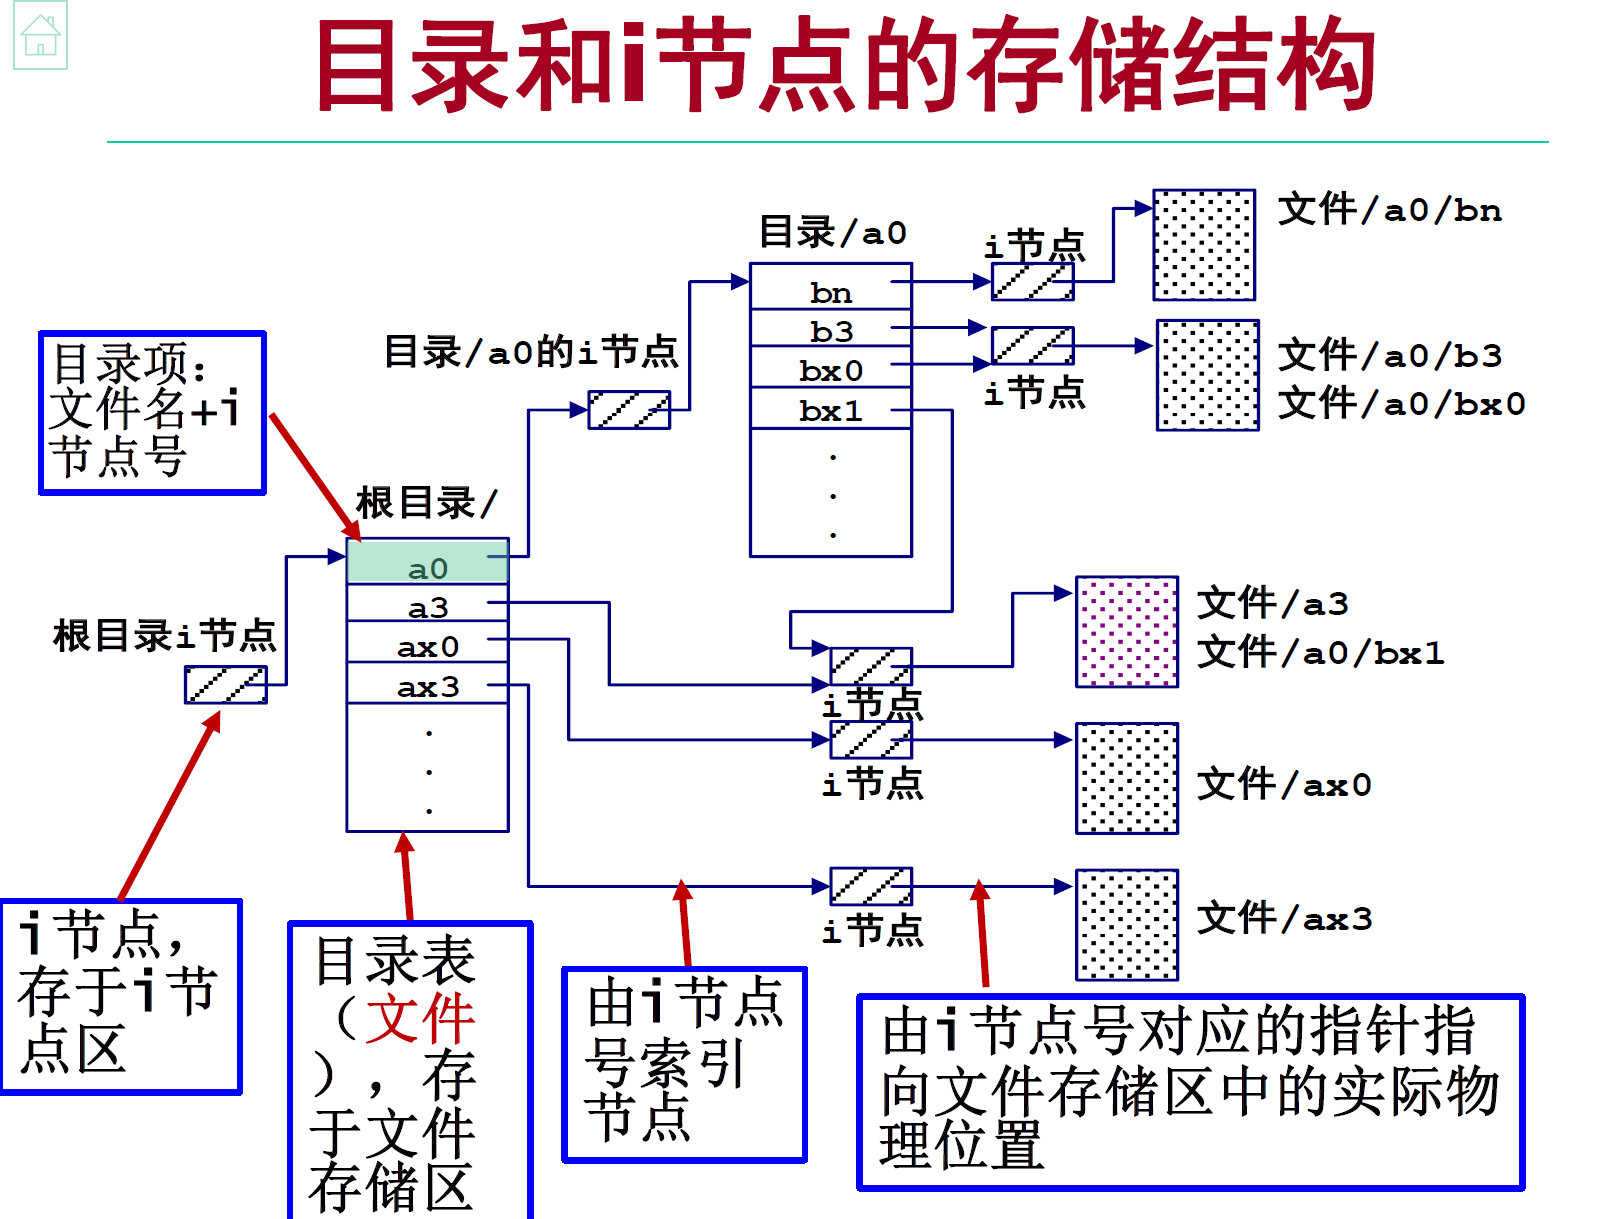 目录和i节点的存储结构
目录/a0
i节点
文件/a0/bn
bn
b3
bx0
bx1
.
.
.
i节点
文件/a0/b3
文件/a0/bx0
目录/a0的i节点
目录项：
文件名+i
节点号
根目录/
a0
a3
ax0
ax3
.
.
.
根目录i节点
文件/a3
文件/a0/bx1
i节点
i节点
文件/ax0
i节点
文件/ax3
i节点，
存于i节
点区
目录表
（文件
），存
于文件
存储区
由i节点
号索引
节点
由i节点号对应的指针指
向文件存储区中的实际物
理位置